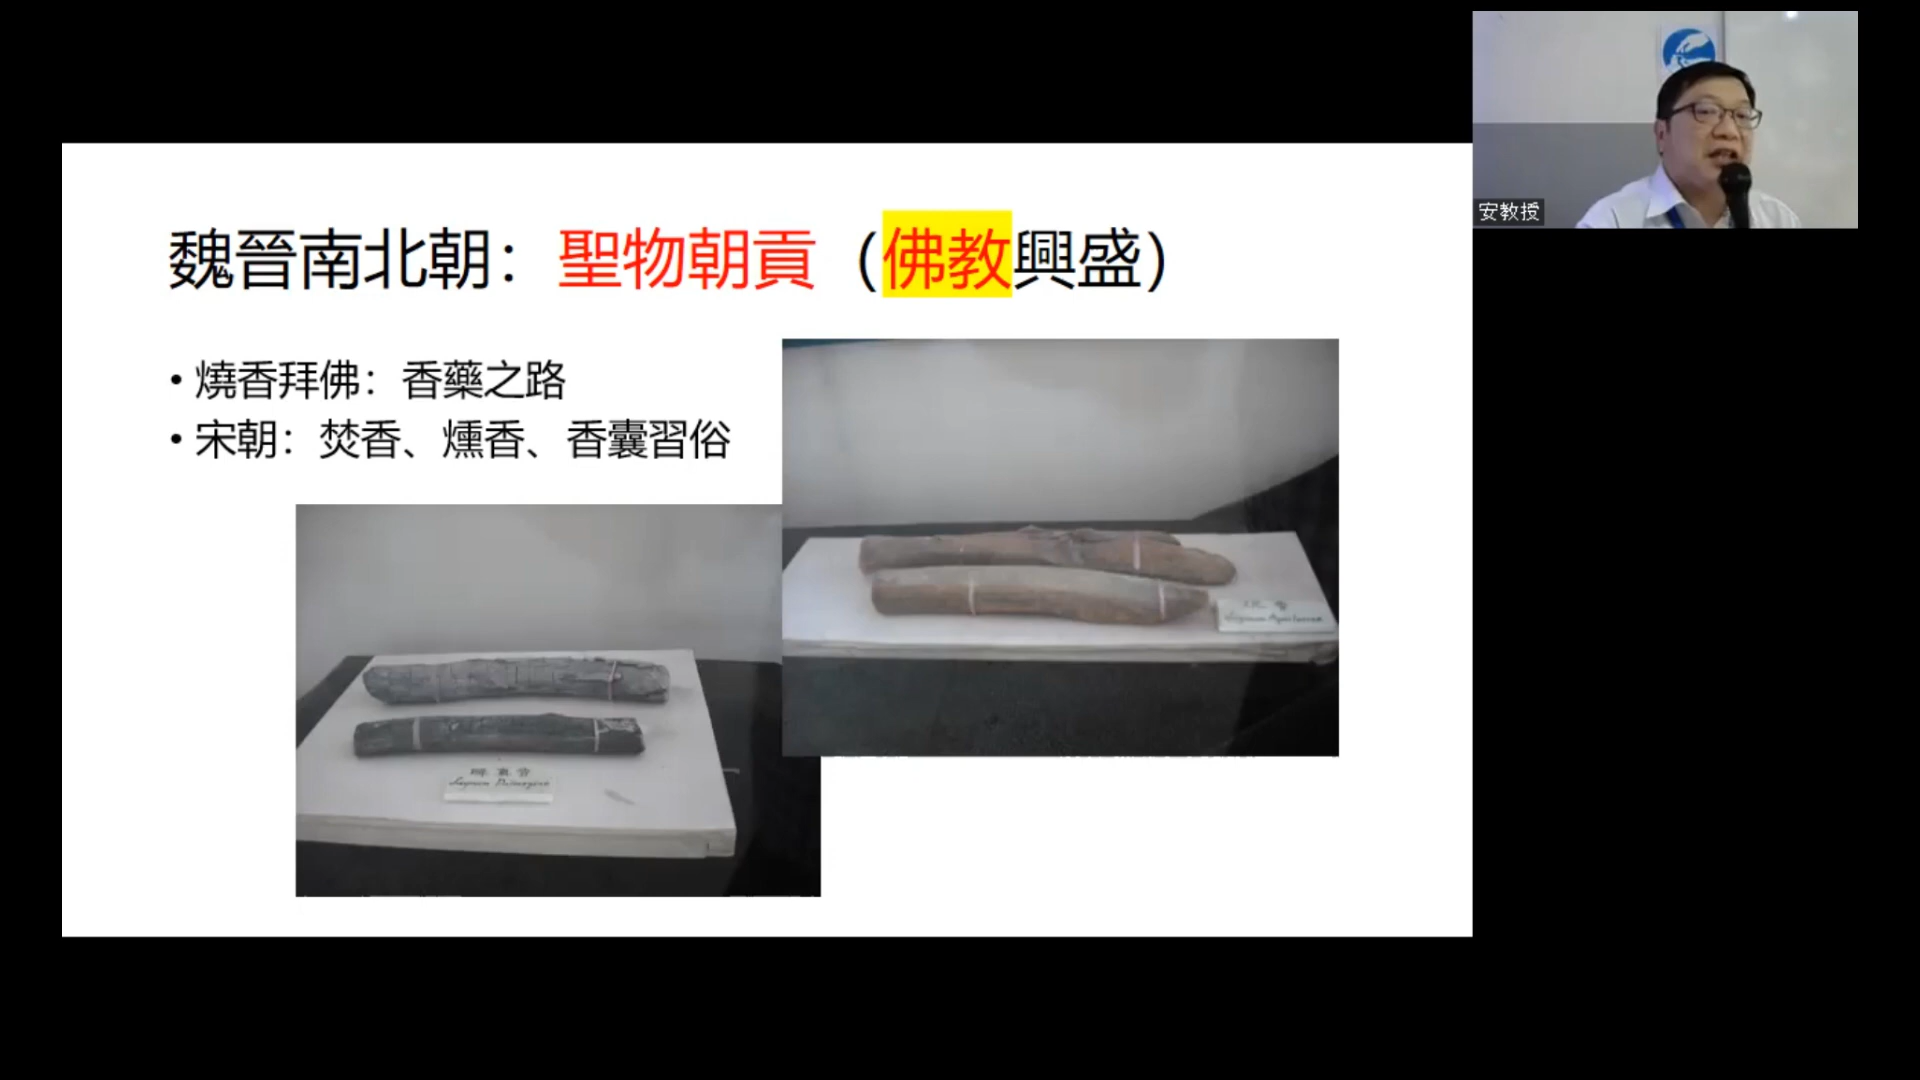 魏晉南北朝：聖物朝貢（佛教興盛）
• 燒香拜佛：香藥之路
• 宋朝：焚香、燻香、香囊習俗
安教授